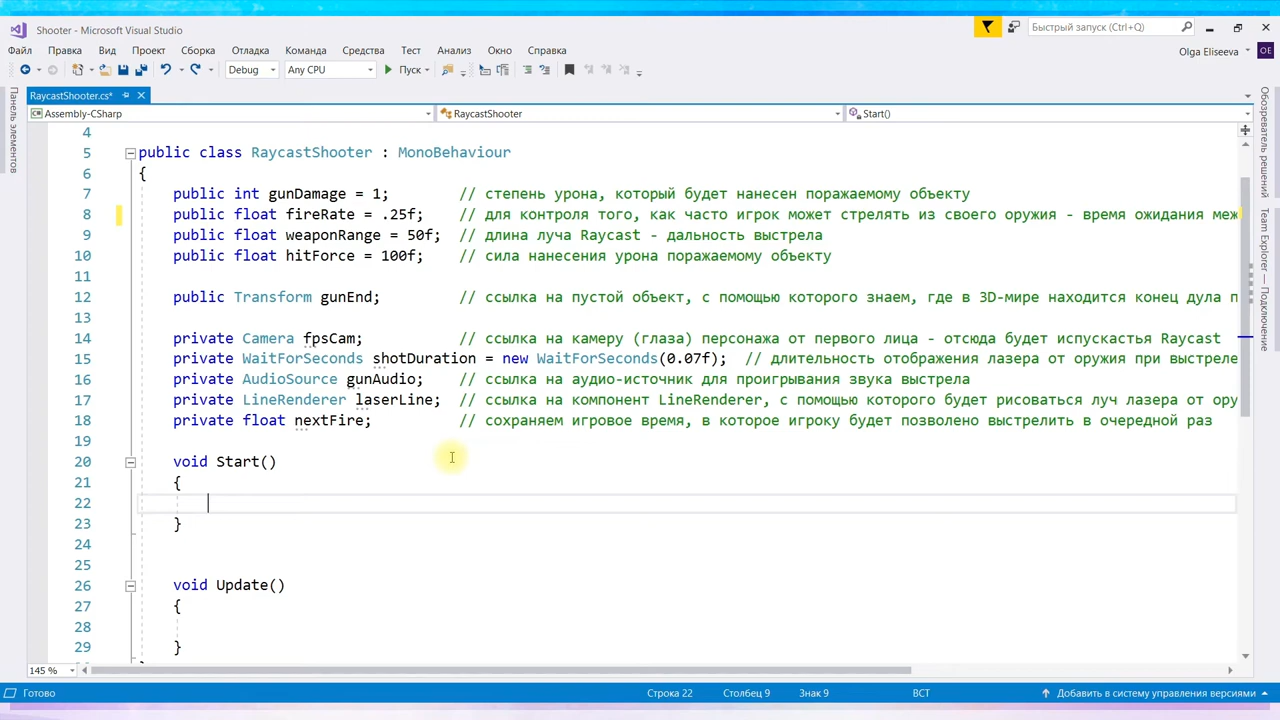 Shooter - Microsoft Visual Studio
Быстрый запуск (Ctrl+Q)
Файл Правка Вид Проект Сборка Отладка Команда Средства Тест Анализ Окно Справка
Olga Eliseeva OE
Debug Any CPU Пуск
Панель элементов
RaycastShooter.cs*
Обозреватель решений
Team Explorer — Подключение
Assembly-CSharp RaycastShooter Start()
4
5 public class RaycastShooter : MonoBehaviour
6 {
7 public int gunDamage = 1; // степень урона, который будет нанесен поражаемому объекту
8 public float fireRate = .25f; // для контроля того, как часто игрок может стрелять из своего оружия - время ожидания меж
9 public float weaponRange = 50f; // длина луча Raycast - дальность выстрела
10 public float hitForce = 100f; // сила нанесения урона поражаемому объекту
11
12 public Transform gunEnd; // ссылка на пустой объект, с помощью которого знаем, где в 3D-мире находится конец дула п
13
14 private Camera fpsCam; // ссылка на камеру (глаза) персонажа от первого лица - отсюда будет испускастья Raycast
15 private WaitForSeconds shotDuration = new WaitForSeconds(0.07f); // длительность отображения лазера от оружия при выстреле
16 private AudioSource gunAudio; // ссылка на аудио-источник для проигрывания звука выстрела
17 private LineRenderer laserLine; // ссылка на компонент LineRenderer, с помощью которого будет рисоваться луч лазера от ору
18 private float nextFire; // сохраняем игровое время, в которое игроку будет позволено выстрелить в очередной раз
19
20 void Start()
21 {
22
23 }
24
25
26 void Update()
27 {
28
29 }
145 %
Готово Строка 22 Столбец 9 Знак 9 ВСТ Добавить в систему управления версиями